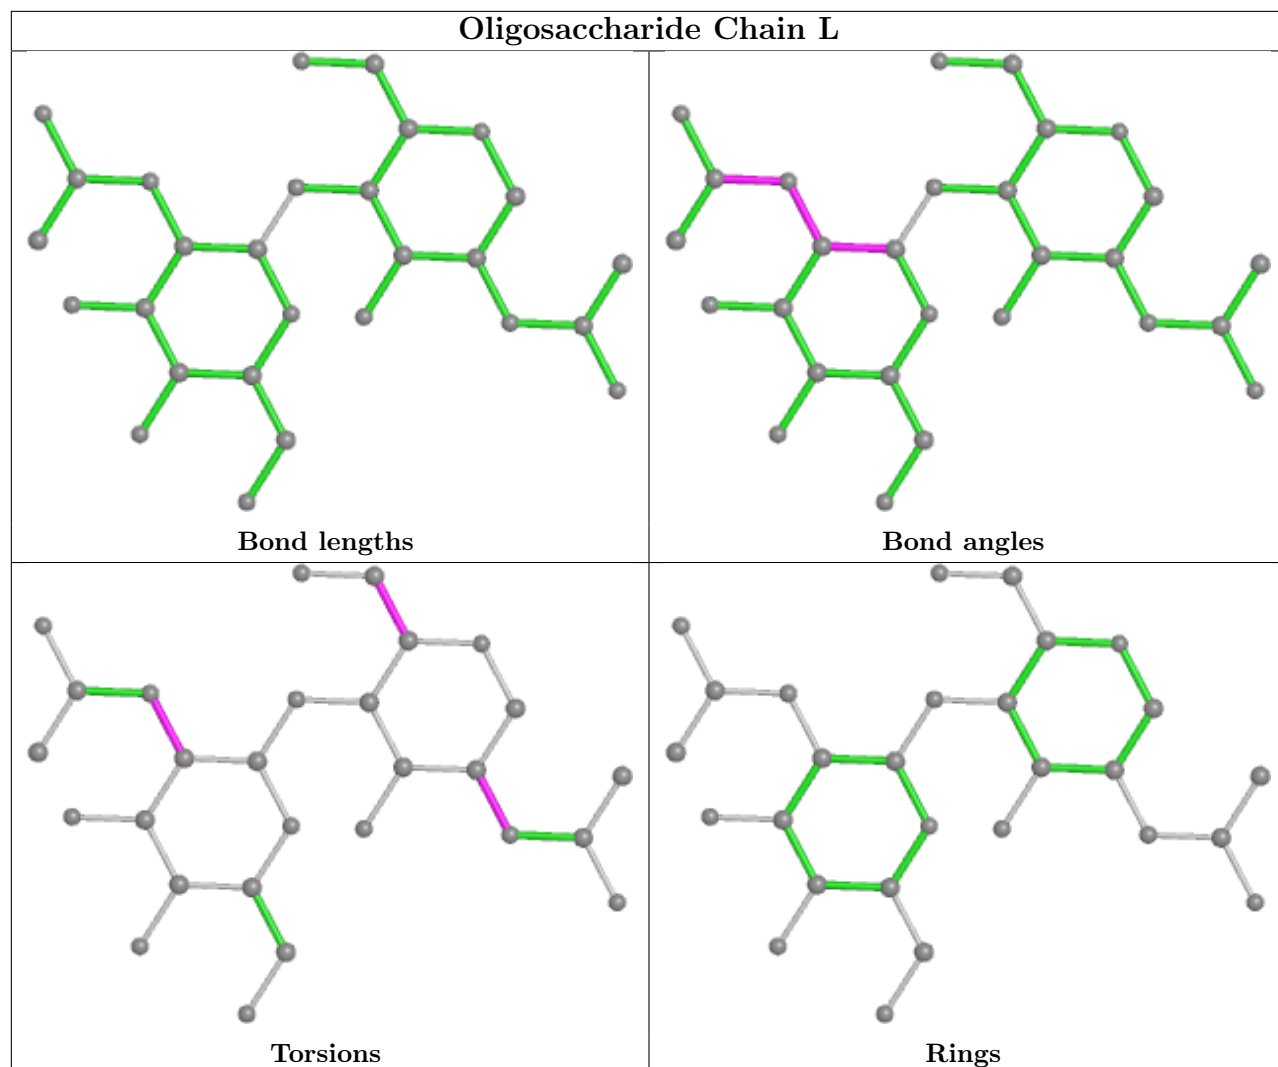 Oligosaccharide Chain L
Bond lengths
Bond angles
Torsions
Rings